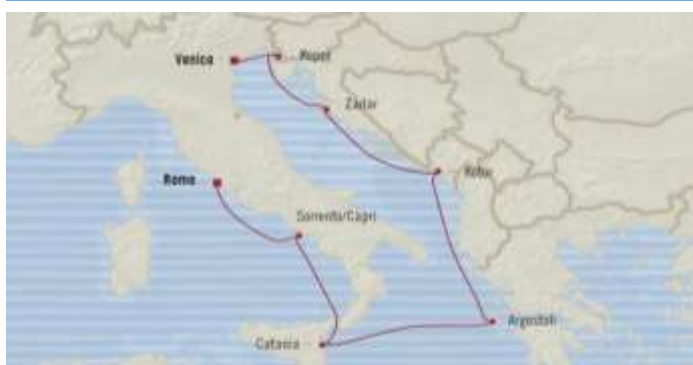 Venice
Koper
Zadar
Kotor
Rome
Sorrento/Capri
Argostoli
Catania